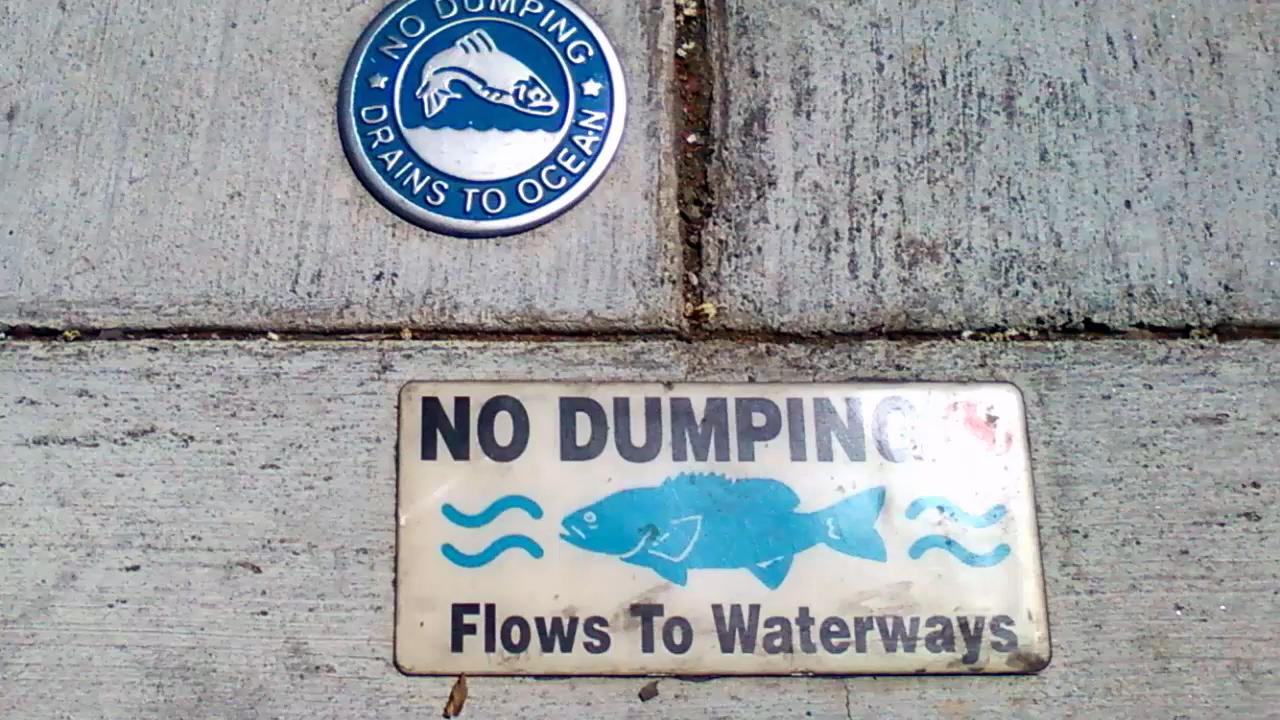 NO DUMPING
DRAINS TO OCEAN
NO DUMPING
Flows To Waterways